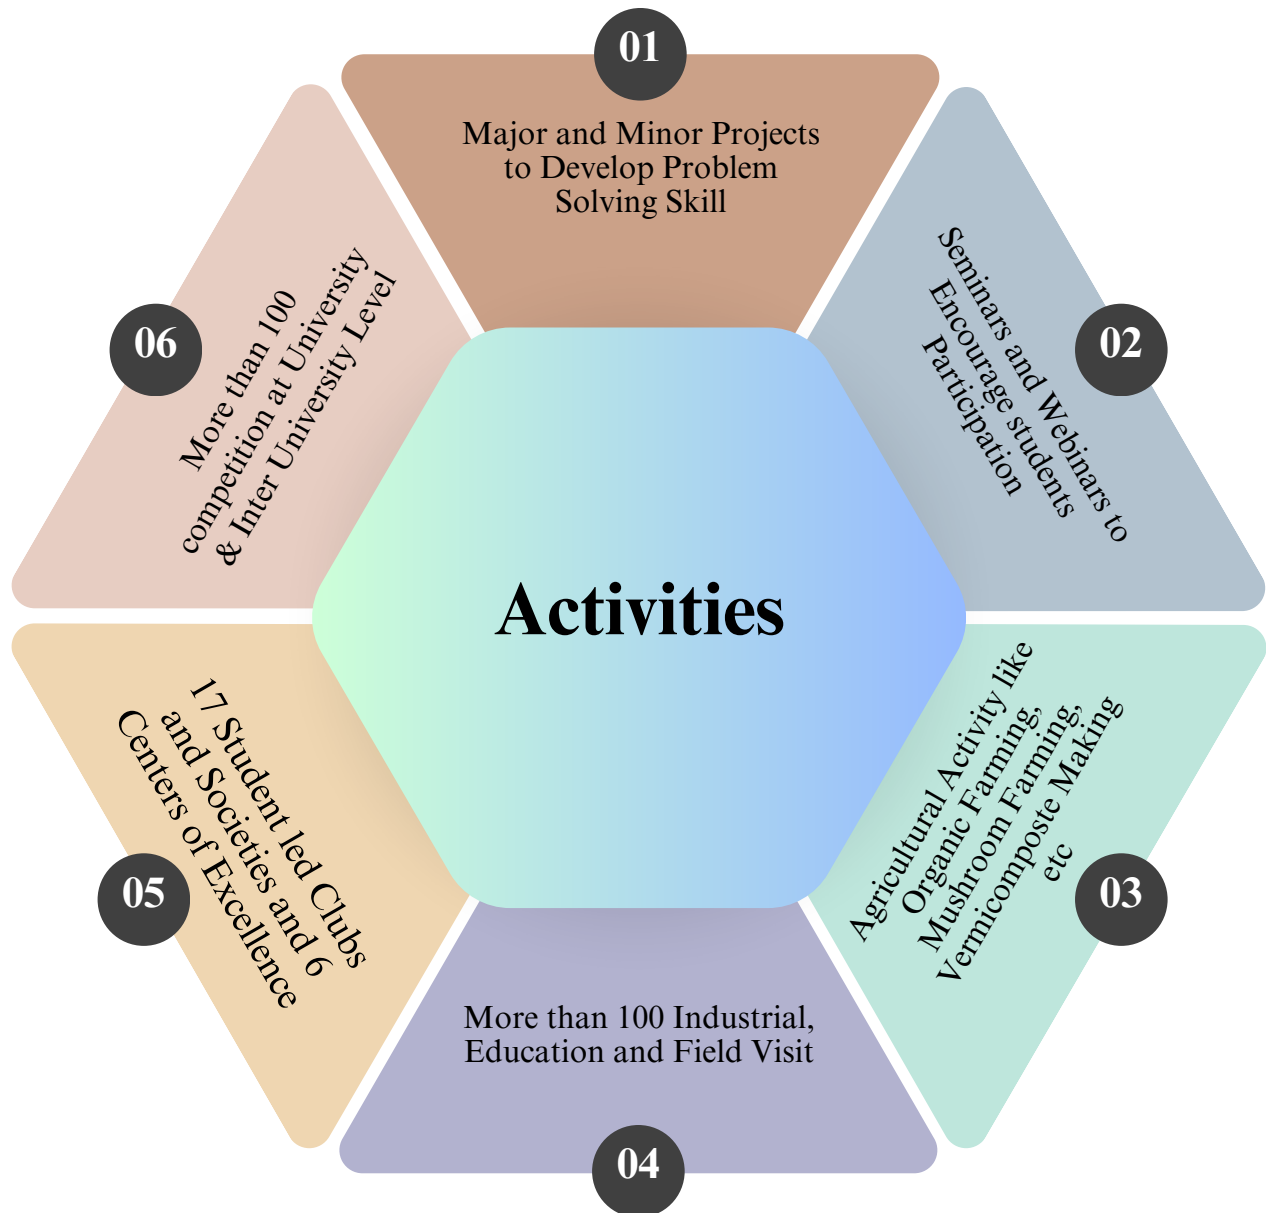 01
Major and Minor Projects
to Develop Problem
Solving Skill
02
Seminars and Webinars to
Encourage students
Participation
03
Agricultural Activity like
Organic Farming,
Mushroom Farming,
Vermicomposte Making
etc
04
More than 100 Industrial,
Education and Field Visit
05
17 Student led Clubs
and Societies and 6
Centers of Excellence
06
More than 100
competition at University
& Inter University Level
Activities